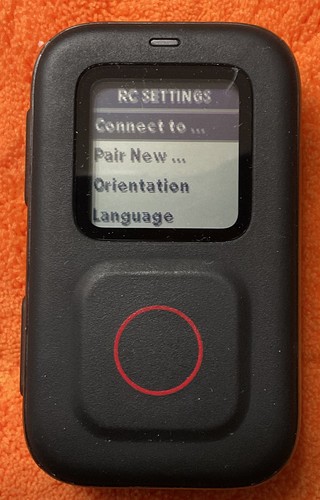 RC SETTINGS
Connect to ...
Pair New ...
Orientation
Language